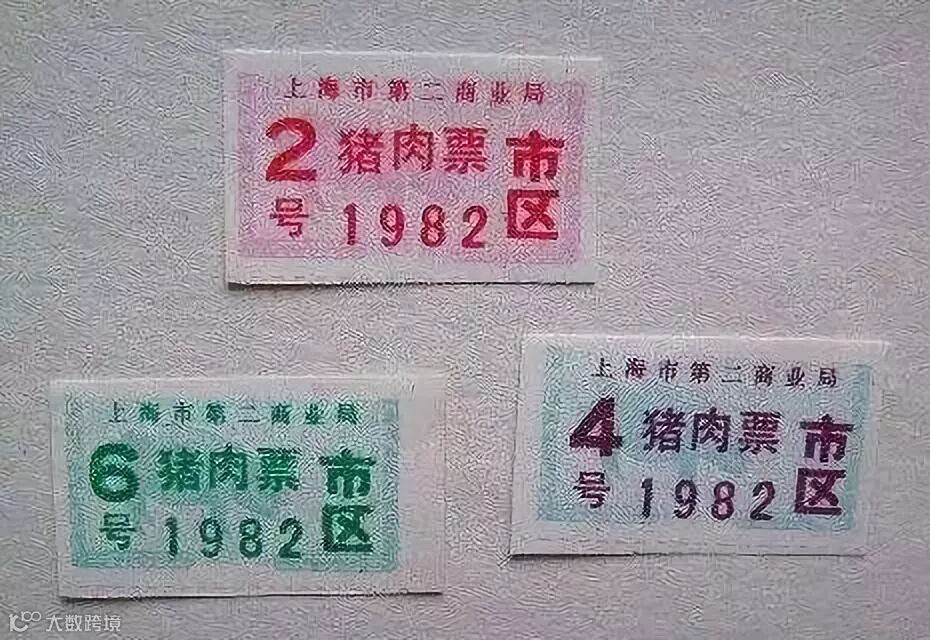 上海市第二商业局
2号 猪肉票 市区
1982
上海市第二商业局
6号 猪肉票 市区
1982
上海市第二商业局
4号 猪肉票 市区
1982
大数跨境